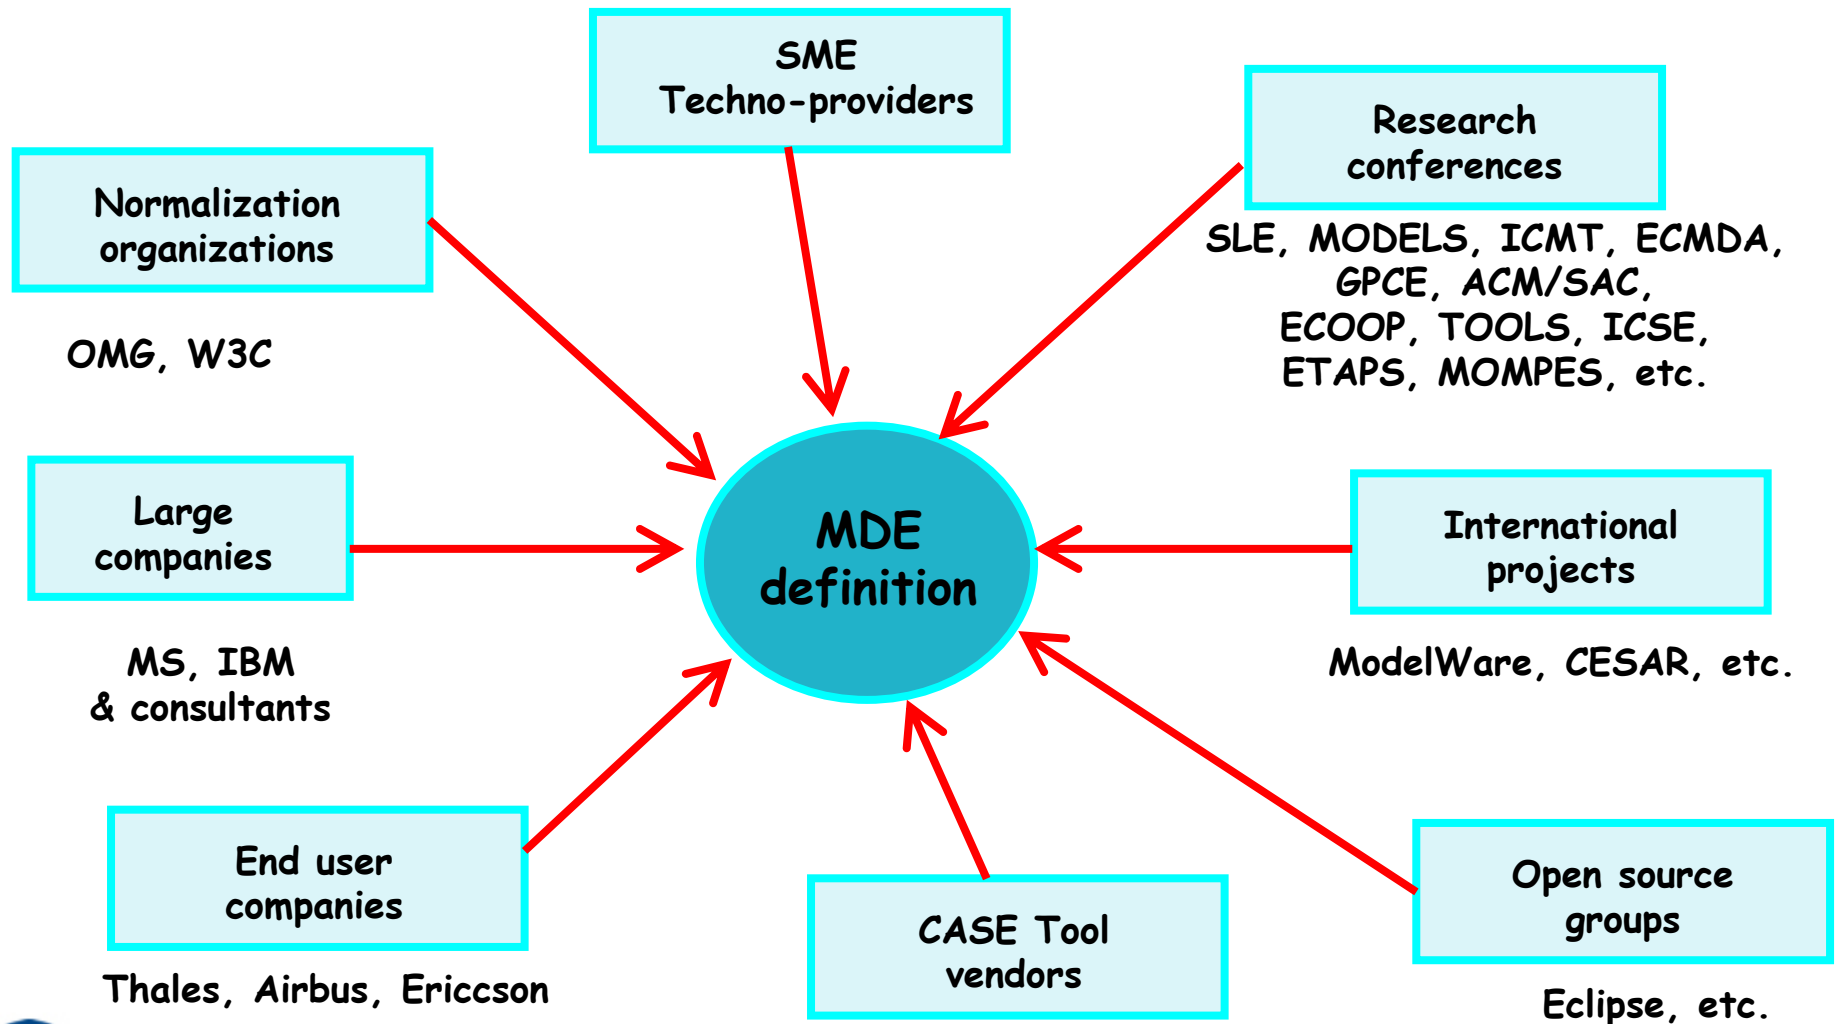 SME
Techno-providers
Research
conferences
SLE, MODELS, ICMT, ECMDA,
GPCE, ACM/SAC,
ECOOP, TOOLS, ICSE,
ETAPS, MOMPES, etc.
Normalization
organizations
OMG, W3C
Large
companies
MS, IBM
& consultants
MDE
definition
International
projects
ModelWare, CESAR, etc.
End user
companies
Thales, Airbus, Ericcson
CASE Tool
vendors
Open source
groups
Eclipse, etc.